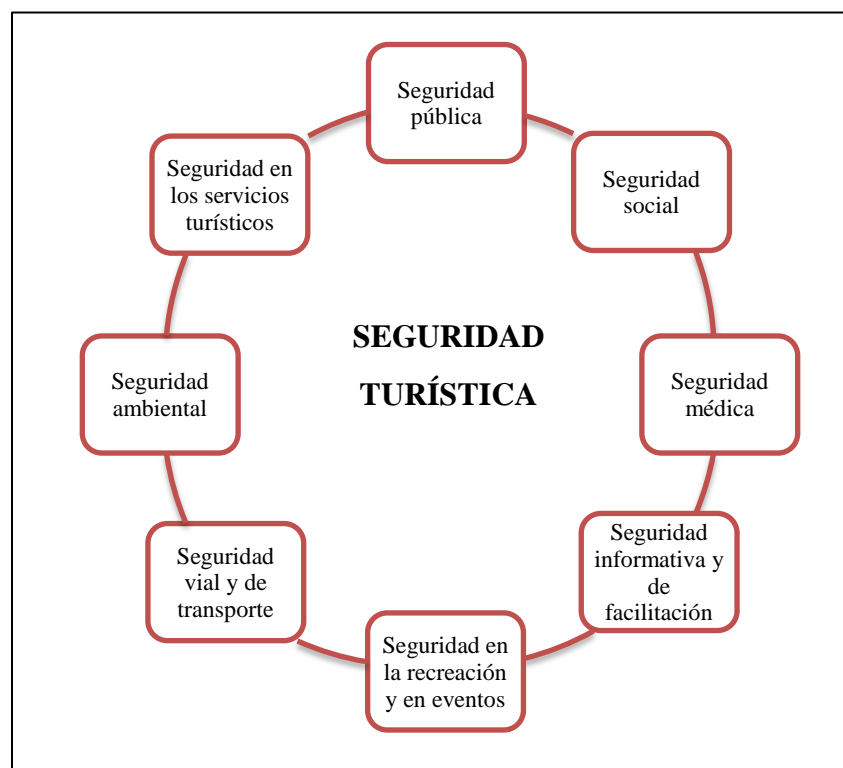 Seguridad
pública
Seguridad
social
Seguridad
médica
Seguridad
informativa y
de
facilitación
Seguridad en
la recreación
y en eventos
Seguridad
vial y de
transporte
Seguridad
ambiental
Seguridad en
los servicios
turísticos
SEGURIDAD
TURÍSTICA